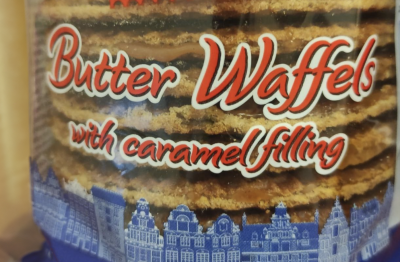 Butter Waffels
with caramel filling